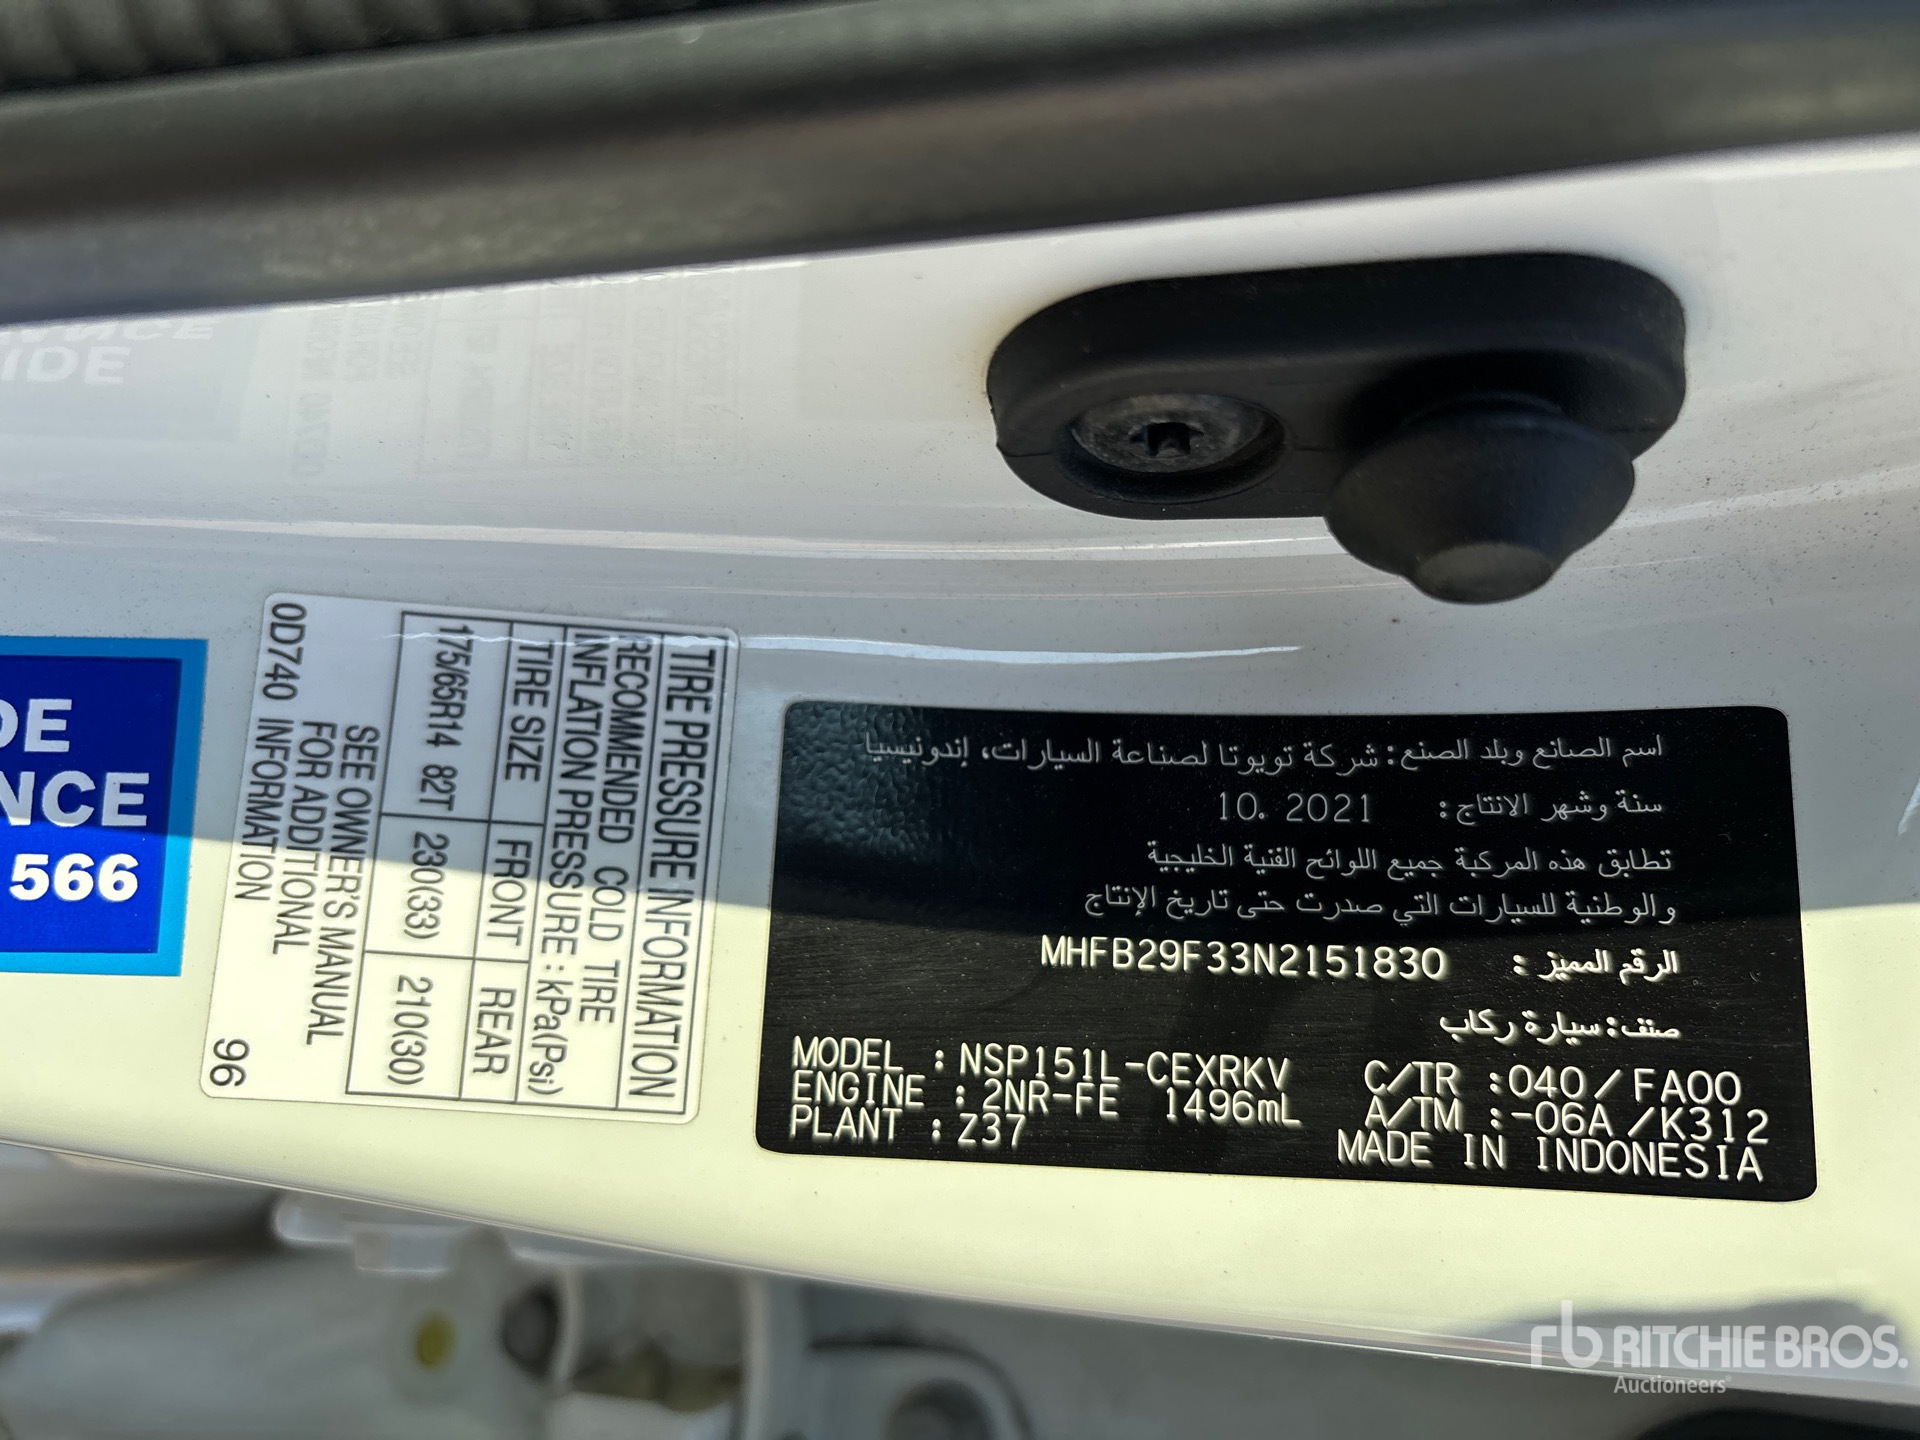 DE
NCE
566
TIRE PRESSURE INFORMATION
RECOMMENDED COLD TIRE
INFLATION PRESSURE : kPa(Psi)
TIRE SIZE FRONT REAR
175/65R14 82T 230(33) 210(30)
SEE OWNER'S MANUAL
FOR ADDITIONAL
INFORMATION
0D740 96
اسم الصانع وبلد الصنع: شركة تويوتا لصناعة السيارات، إندونيسيا
سنة وشهر الانتاج: 10. 2021
تطابق هذه المركبة جميع اللوائح الفنية الخليجية
والوطنية للسيارات التي صدرت حتى تاريخ الإنتاج
الرقم المميز: MHFB29F33N2151830
صنف: سيارة ركاب
MODEL : NSP151L-CEXRKV C/TR :040/FA00
ENGINE : 2NR-FE 1496mL A/TM :-06A/K312
PLANT : Z37 MADE IN INDONESIA
rb RITCHIE BROS.
Auctioneers